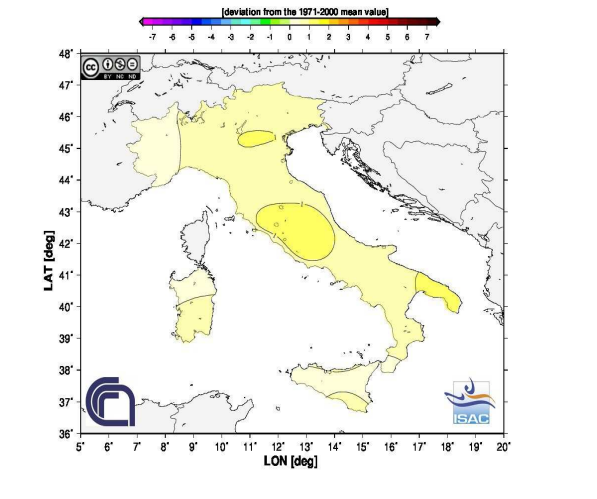 [deviation from the 1971-2000 mean value]
-7 -6 -5 -4 -3 -2 -1 0 1 2 3 4 5 6 7
48°
47°
46°
45°
44°
43°
42°
41°
40°
39°
38°
37°
36°
LAT [deg]
cc
BY NC ND
1
ISAC
5° 6° 7° 8° 9° 10° 11° 12° 13° 14° 15° 16° 17° 18° 19° 20°
LON [deg]